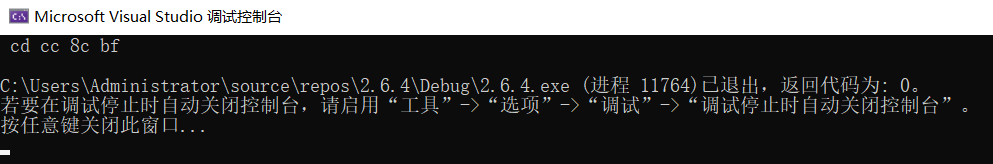 Microsoft Visual Studio 调试控制台
cd cc 8c bf
C:\Users\Administrator\source\repos\2.6.4\Debug\2.6.4.exe (进程 11764)已退出，返回代码为: 0。
若要在调试停止时自动关闭控制台，请启用“工具”->“选项”->“调试”->“调试停止时自动关闭控制台”。
按任意键关闭此窗口...